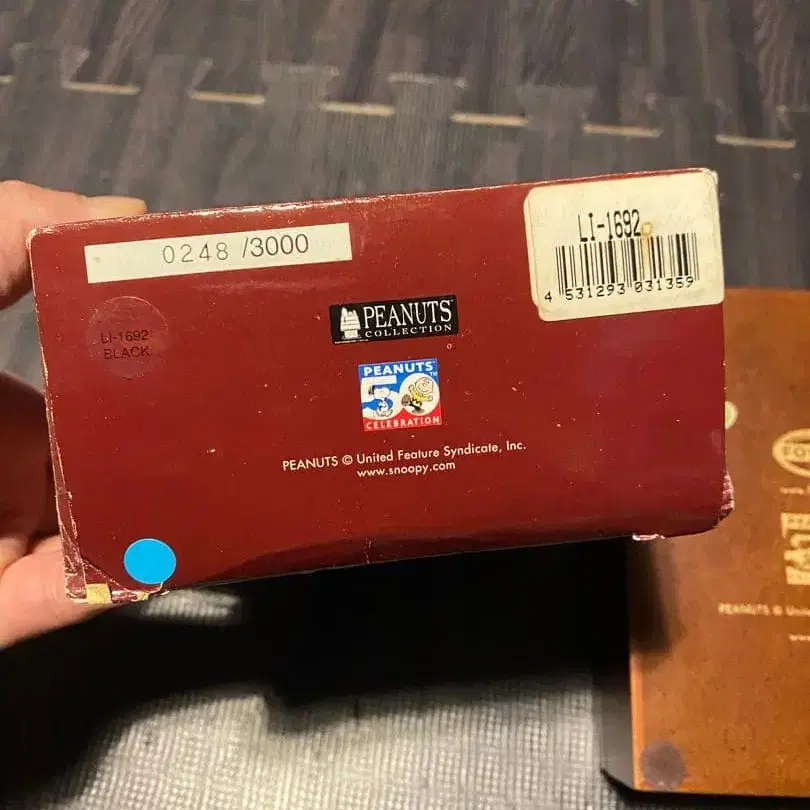 0248 /3000
LI-1692
4 531293 031359
LI-1692
BLACK
PEANUTS
COLLECTION
PEANUTS™
50
CELEBRATION
PEANUTS © United Feature Syndicate, Inc.
www.snoopy.com
PEANUTS ©